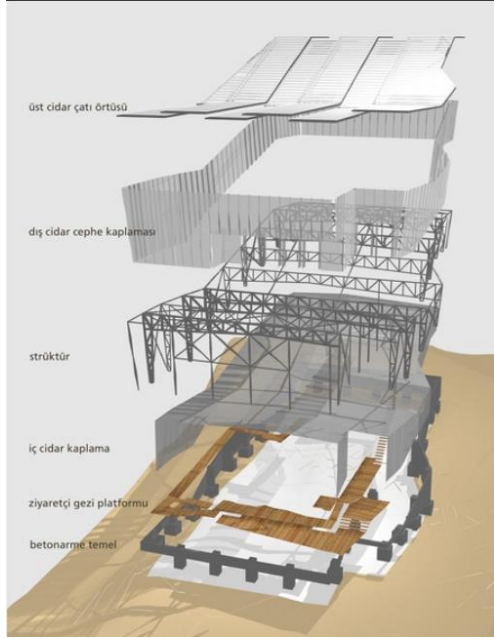 üst cidar çatı örtüsü
dış cidar cephe kaplaması
strüktür
iç cidar kaplama
ziyaretçi gezi platformu
betonarme temel